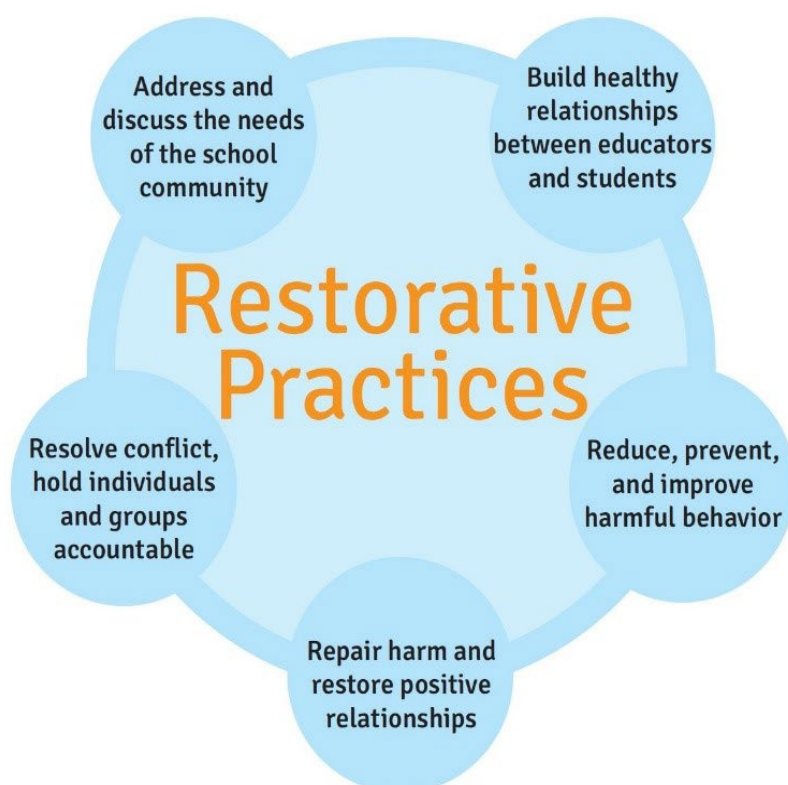 Address and
discuss the needs
of the school
community
Build healthy
relationships
between educators
and students
Restorative
Practices
Resolve conflict,
hold individuals
and groups
accountable
Reduce, prevent,
and improve
harmful behavior
Repair harm and
restore positive
relationships